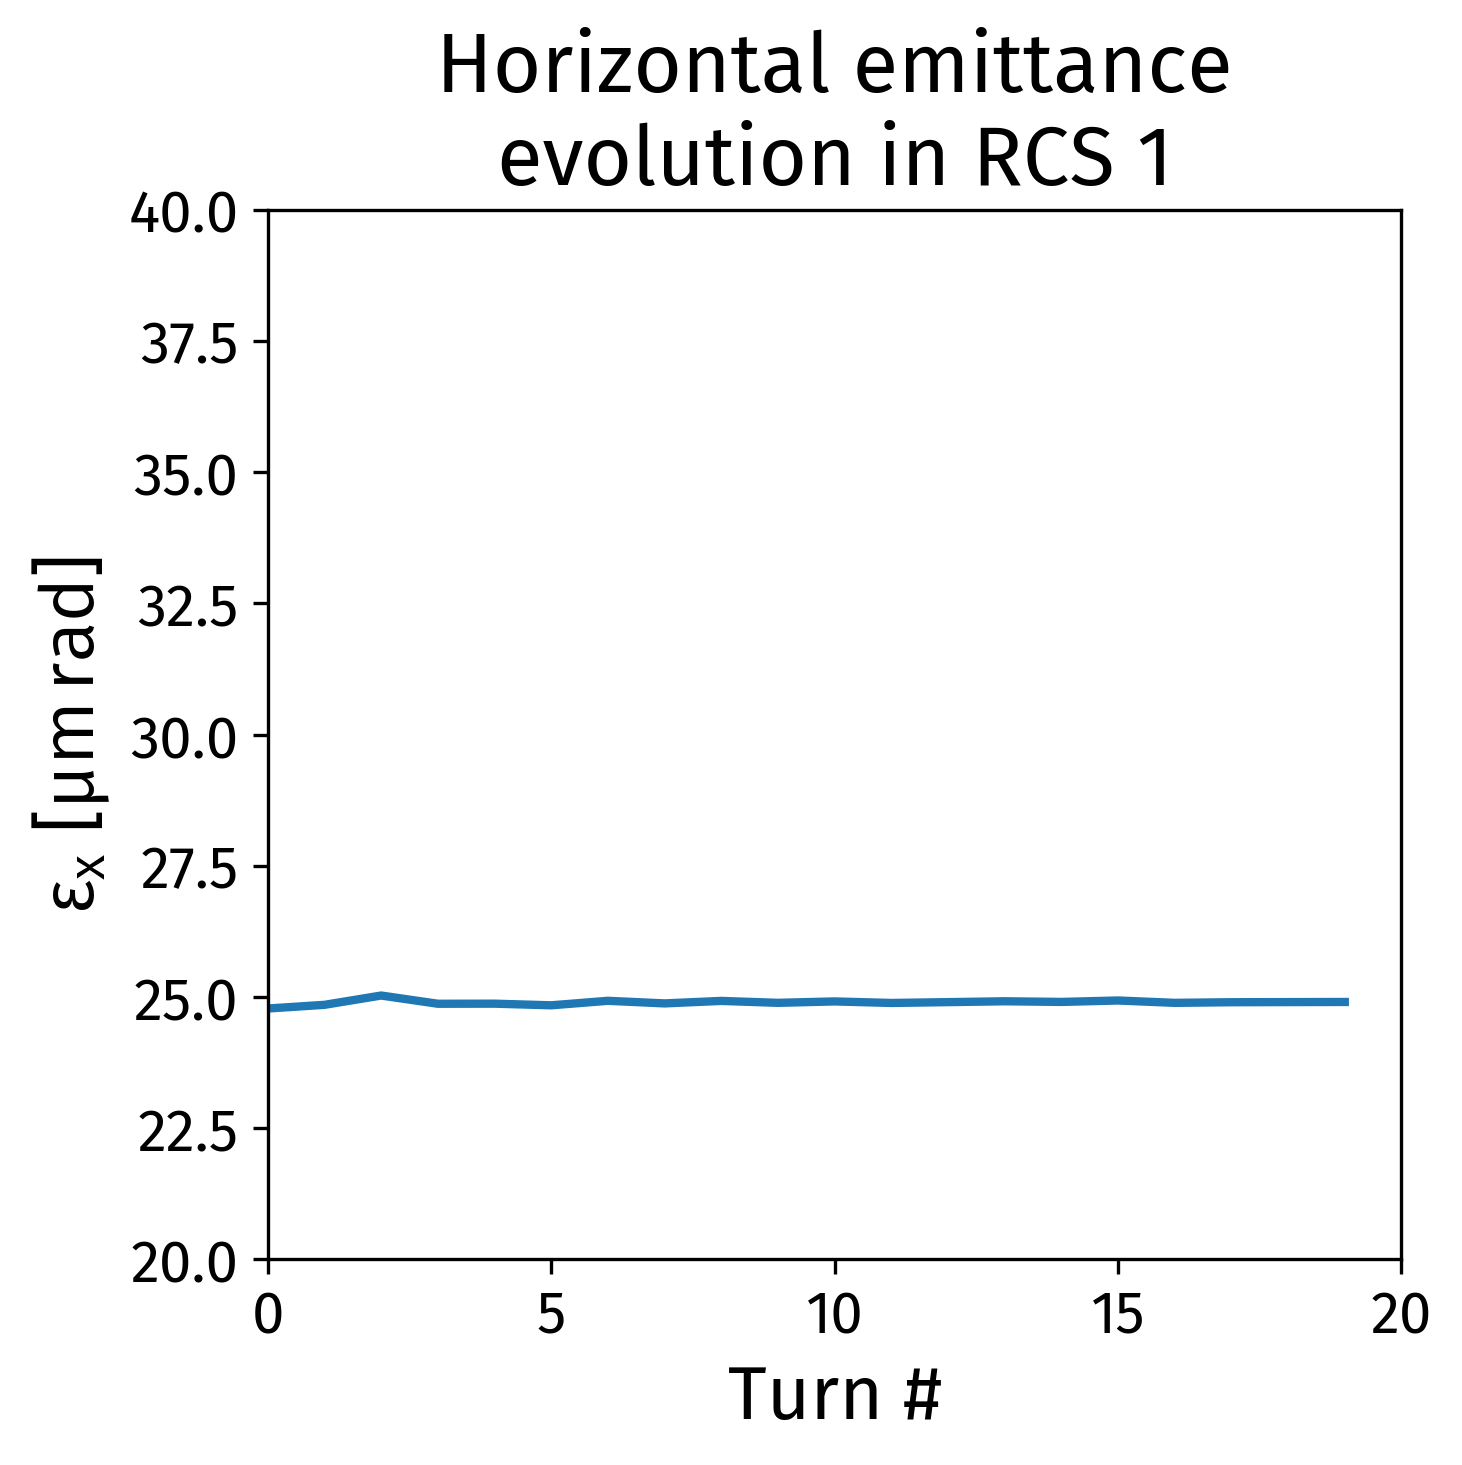 Horizontal emittance
evolution in RCS 1
40.0
37.5
35.0
32.5
30.0
27.5
25.0
22.5
20.0
εₓ [μm rad]
0 5 10 15 20
Turn #